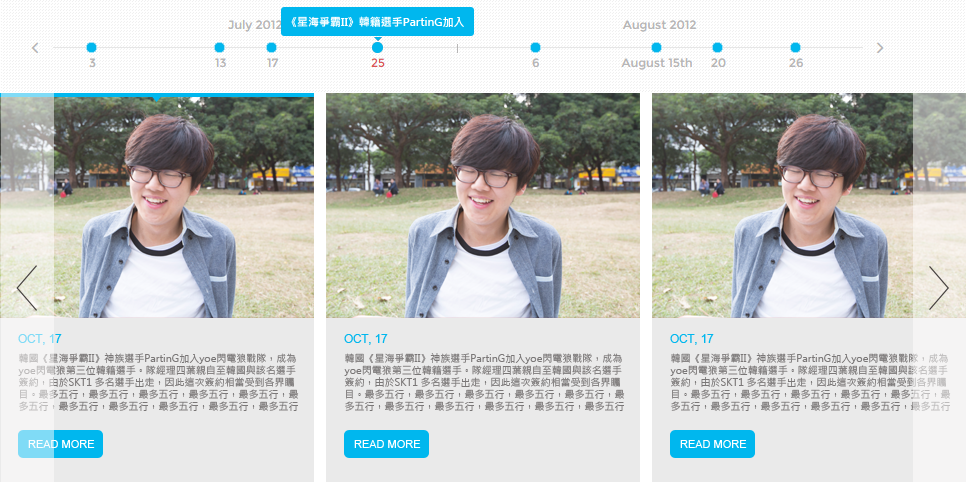 July 2012
《星海爭霸II》韓籍選手PartinG加入
August 2012
3
13
17
25
6
August 15th
20
26
OCT, 17
韓國《星海爭霸II》神族選手PartinG加入yoe閃電狼戰隊，成為
yoe閃電狼第三位韓籍選手。隊經理四葉親自至韓國與該名選手
簽約，由於SKT1 多名選手出走，因此這次簽約相當受到各界矚
目。最多五行，最多五行，最多五行，最多五行，最多五行，最
多五行，最多五行，最多五行，最多五行，最多五行，最多五行
READ MORE
OCT, 17
韓國《星海爭霸II》神族選手PartinG加入yoe閃電狼戰隊，成為
yoe閃電狼第三位韓籍選手。隊經理四葉親自至韓國與該名選手
簽約，由於SKT1 多名選手出走，因此這次簽約相當受到各界矚
目。最多五行，最多五行，最多五行，最多五行，最多五行，最
多五行，最多五行，最多五行，最多五行，最多五行，最多五行
READ MORE
OCT, 17
韓國《星海爭霸II》神族選手PartinG加入yoe閃電狼戰隊，成為
yoe閃電狼第三位韓籍選手。隊經理四葉親自至韓國與該名選手
簽約，由於SKT1 多名選手出走，因此這次簽約相當受到各界矚
目。最多五行，最多五行，最多五行，最多五行，最多五行，最
多五行，最多五行，最多五行，最多五行，最多五行，最多五行
READ MORE